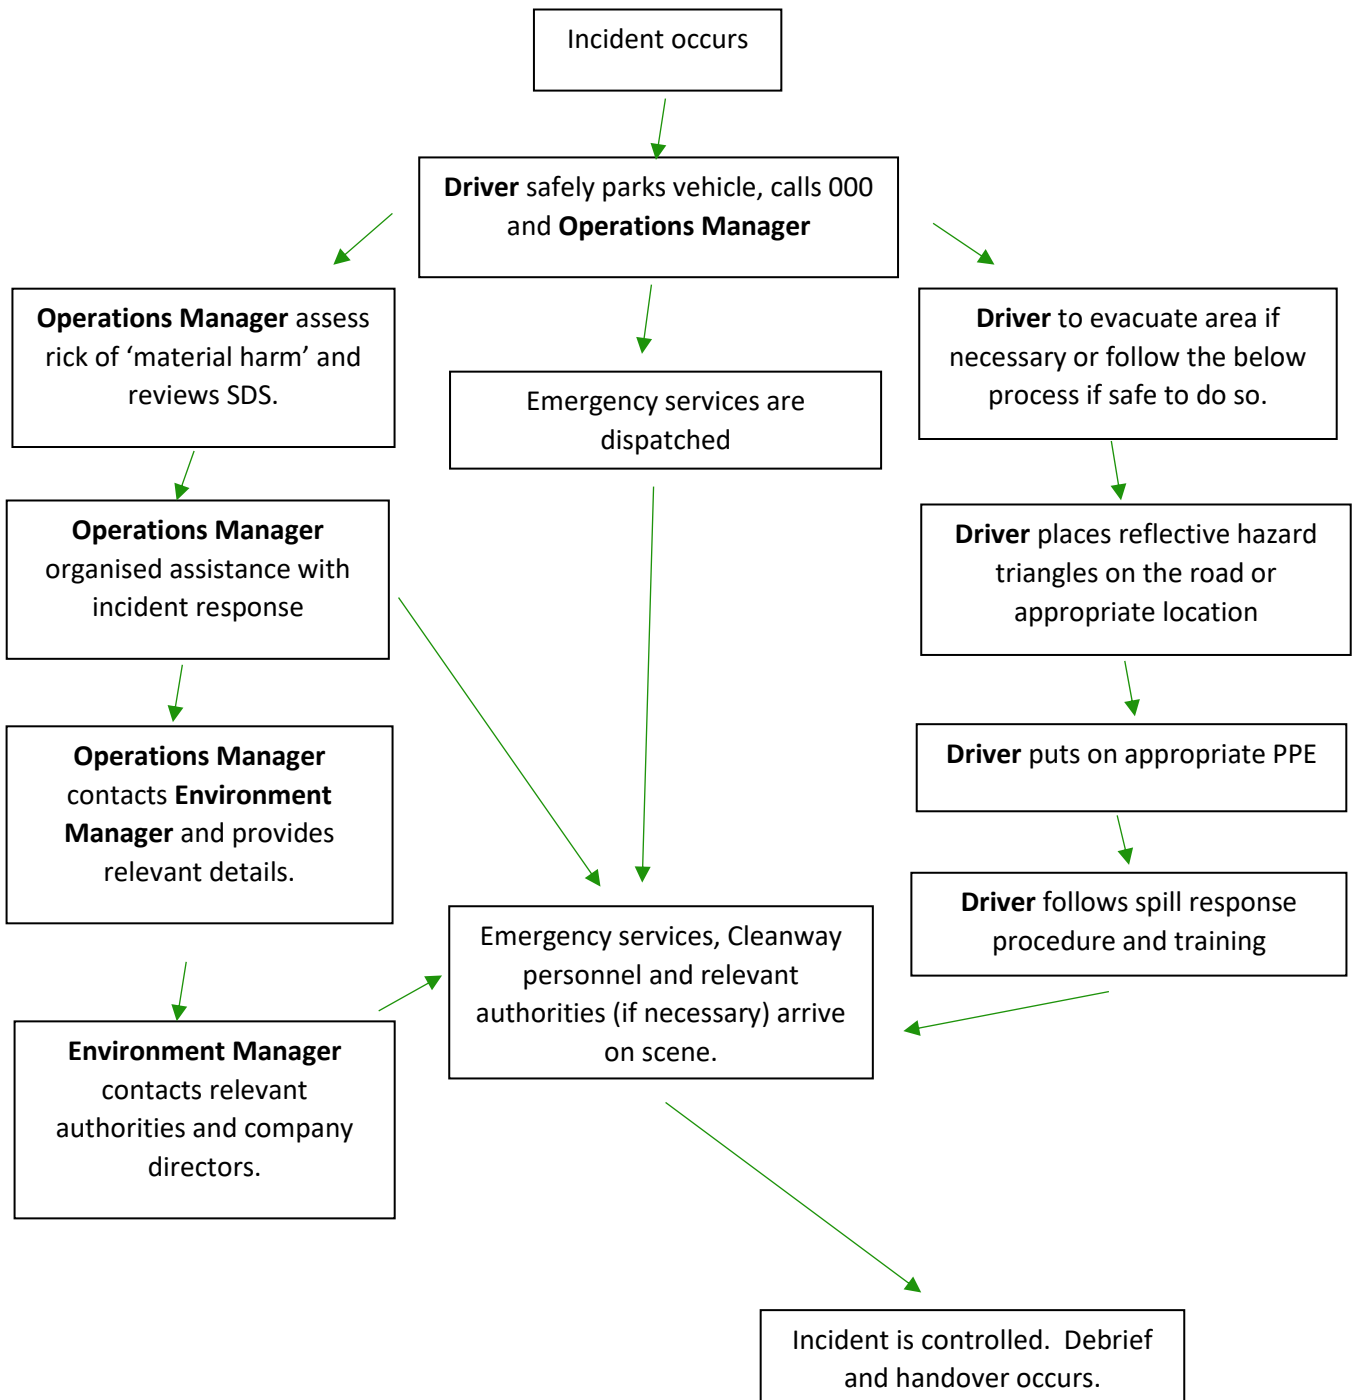 Incident occurs
Driver safely parks vehicle, calls 000
and Operations Manager
Operations Manager assess
rick of ‘material harm’ and
reviews SDS.
Emergency services are
dispatched
Driver to evacuate area if
necessary or follow the below
process if safe to do so.
Operations Manager
organised assistance with
incident response
Driver places reflective hazard
triangles on the road or
appropriate location
Operations Manager
contacts Environment
Manager and provides
relevant details.
Driver puts on appropriate PPE
Driver follows spill response
procedure and training
Emergency services, Cleanway
personnel and relevant
authorities (if necessary) arrive
on scene.
Environment Manager
contacts relevant
authorities and company
directors.
Incident is controlled.  Debrief
and handover occurs.